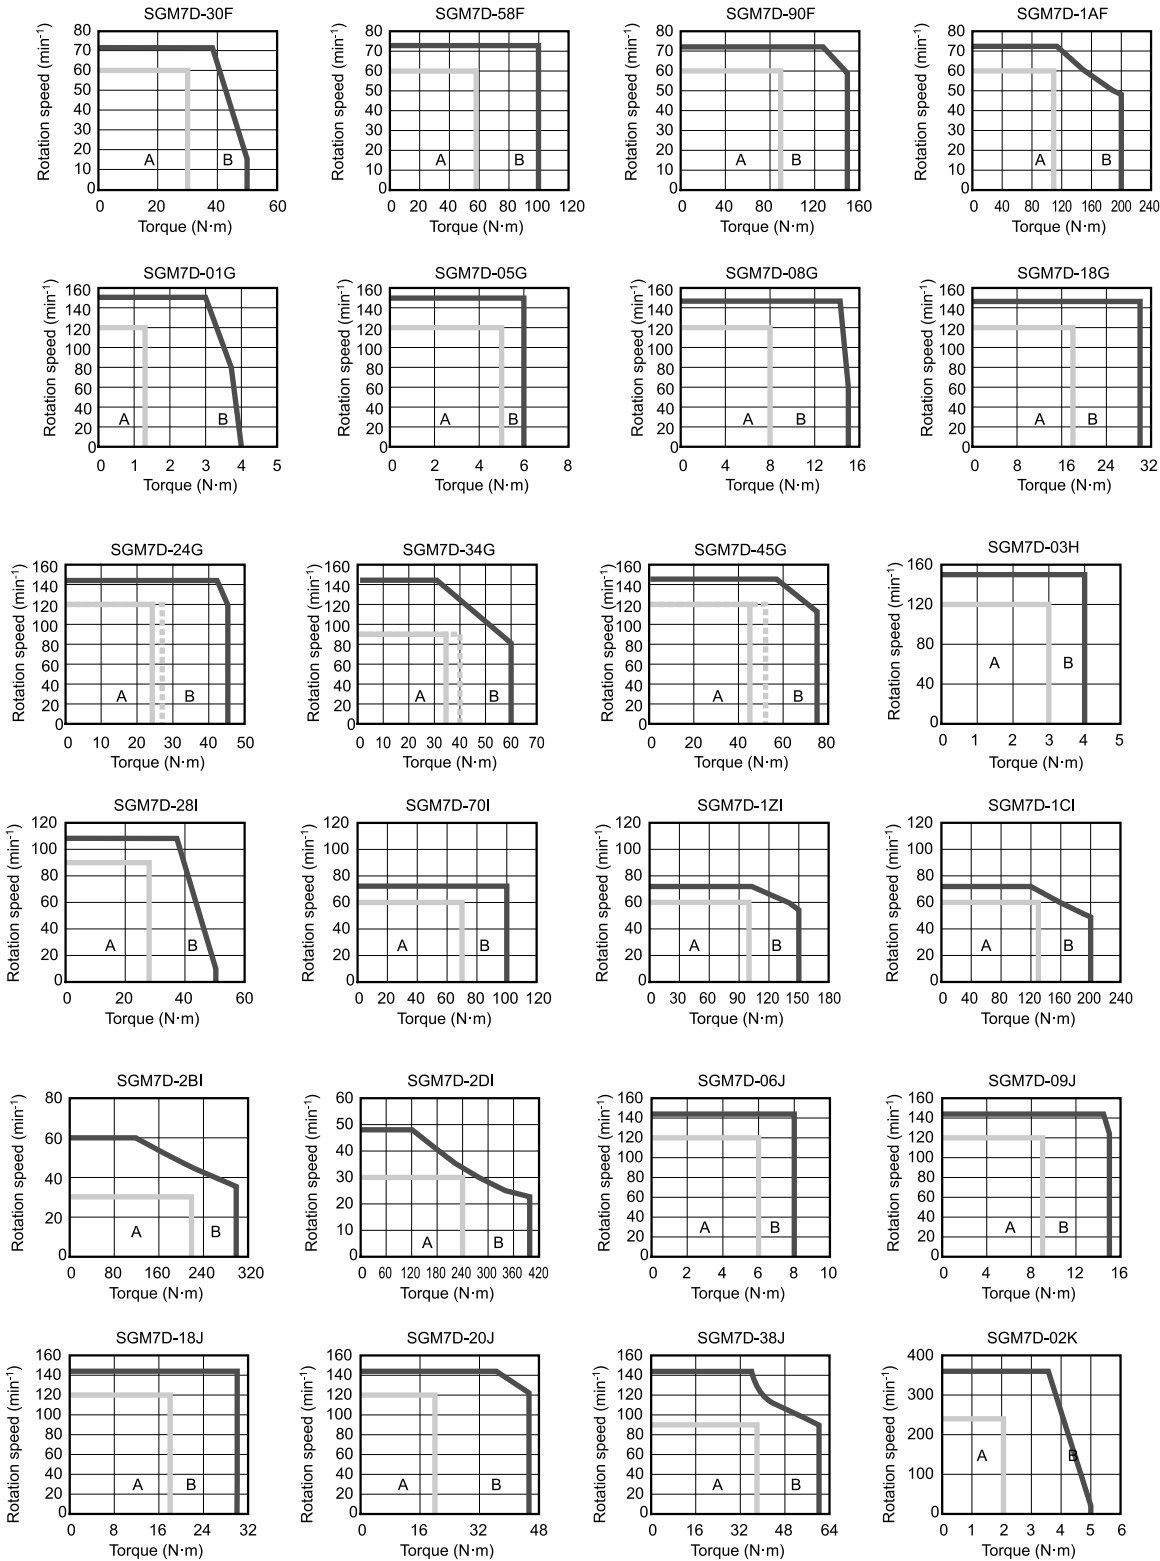 SGM7D-30F
Rotation speed (min-1)
80
70
60
50
40
30
20
10
0
A
B
0 20 40 60
Torque (N·m)
SGM7D-58F
Rotation speed (min-1)
80
70
60
50
40
30
20
10
0
A
B
0 20 40 60 80 100 120
Torque (N·m)
SGM7D-90F
Rotation speed (min-1)
80
70
60
50
40
30
20
10
0
A
B
0 40 80 120 160
Torque (N·m)
SGM7D-1AF
Rotation speed (min-1)
80
70
60
50
40
30
20
10
0
A
B
0 40 80 120 160 200 240
Torque (N·m)
SGM7D-01G
Rotation speed (min-1)
160
140
120
100
80
60
40
20
0
A
B
0 1 2 3 4 5
Torque (N·m)
SGM7D-05G
Rotation speed (min-1)
160
140
120
100
80
60
40
20
0
A
B
0 2 4 6 8
Torque (N·m)
SGM7D-08G
Rotation speed (min-1)
160
140
120
100
80
60
40
20
0
A
B
0 4 8 12 16
Torque (N·m)
SGM7D-18G
Rotation speed (min-1)
160
140
120
100
80
60
40
20
0
A
B
0 8 16 24 32
Torque (N·m)
SGM7D-24G
Rotation speed (min-1)
160
140
120
100
80
60
40
20
0
A
B
0 10 20 30 40 50
Torque (N·m)
SGM7D-34G
Rotation speed (min-1)
160
140
120
100
80
60
40
20
0
A
B
0 10 20 30 40 50 60 70
Torque (N·m)
SGM7D-45G
Rotation speed (min-1)
160
140
120
100
80
60
40
20
0
A
B
0 20 40 60 80
Torque (N·m)
SGM7D-03H
Rotation speed (min-1)
160
120
80
40
0
A
B
0 1 2 3 4 5
Torque (N·m)
SGM7D-28I
Rotation speed (min-1)
120
100
80
60
40
20
0
A
B
0 20 40 60
Torque (N·m)
SGM7D-70I
Rotation speed (min-1)
120
100
80
60
40
20
0
A
B
0 20 40 60 80 100 120
Torque (N·m)
SGM7D-1ZI
Rotation speed (min-1)
120
100
80
60
40
20
0
A
B
0 30 60 90 120 150 180
Torque (N·m)
SGM7D-1CI
Rotation speed (min-1)
120
100
80
60
40
20
0
A
B
0 40 80 120 160 200 240
Torque (N·m)
SGM7D-2BI
Rotation speed (min-1)
80
60
40
20
0
A
B
0 80 160 240 320
Torque (N·m)
SGM7D-2DI
Rotation speed (min-1)
60
50
40
30
20
10
0
A
B
0 60 120 180 240 300 360 420
Torque (N·m)
SGM7D-06J
Rotation speed (min-1)
160
140
120
100
80
60
40
20
0
A
B
0 2 4 6 8 10
Torque (N·m)
SGM7D-09J
Rotation speed (min-1)
160
140
120
100
80
60
40
20
0
A
B
0 4 8 12 16
Torque (N·m)
SGM7D-18J
Rotation speed (min-1)
160
140
120
100
80
60
40
20
0
A
B
0 8 16 24 32
Torque (N·m)
SGM7D-20J
Rotation speed (min-1)
160
140
120
100
80
60
40
20
0
A
B
0 16 32 48
Torque (N·m)
SGM7D-38J
Rotation speed (min-1)
160
140
120
100
80
60
40
20
0
A
B
0 16 32 48 64
Torque (N·m)
SGM7D-02K
Rotation speed (min-1)
400
300
200
100
0
A
B
0 1 2 3 4 5 6
Torque (N·m)